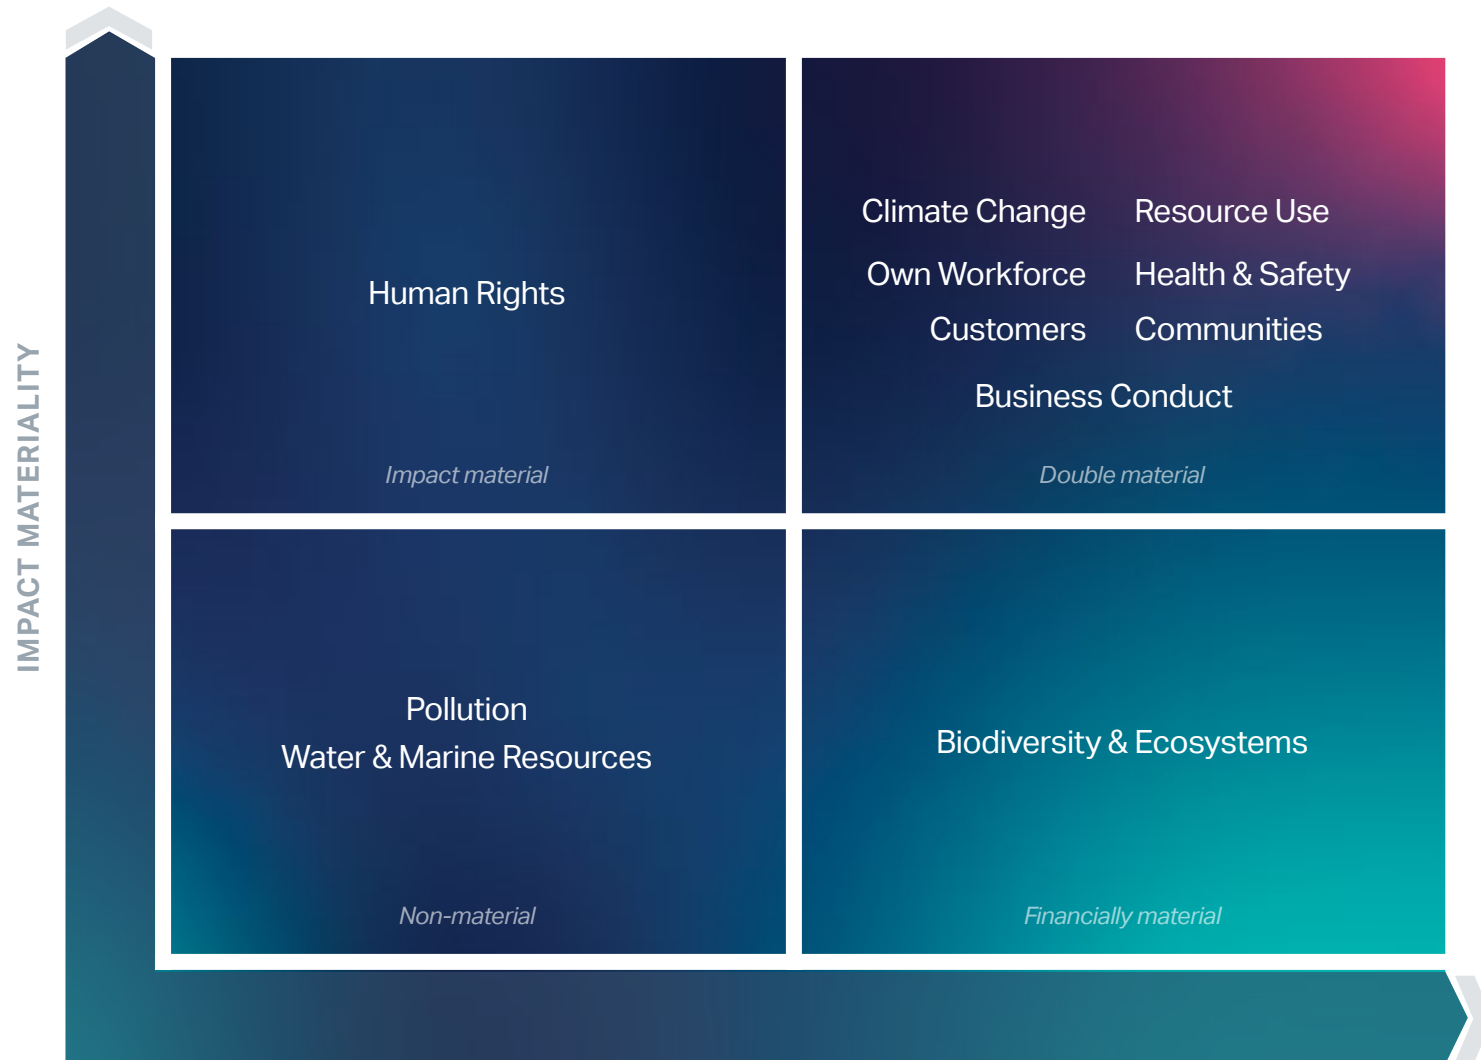 IMPACT MATERIALITY
Human Rights
Impact material
Climate Change Resource Use
Own Workforce Health & Safety
Customers Communities
Business Conduct
Double material
Pollution
Water & Marine Resources
Non-material
Biodiversity & Ecosystems
Financially material